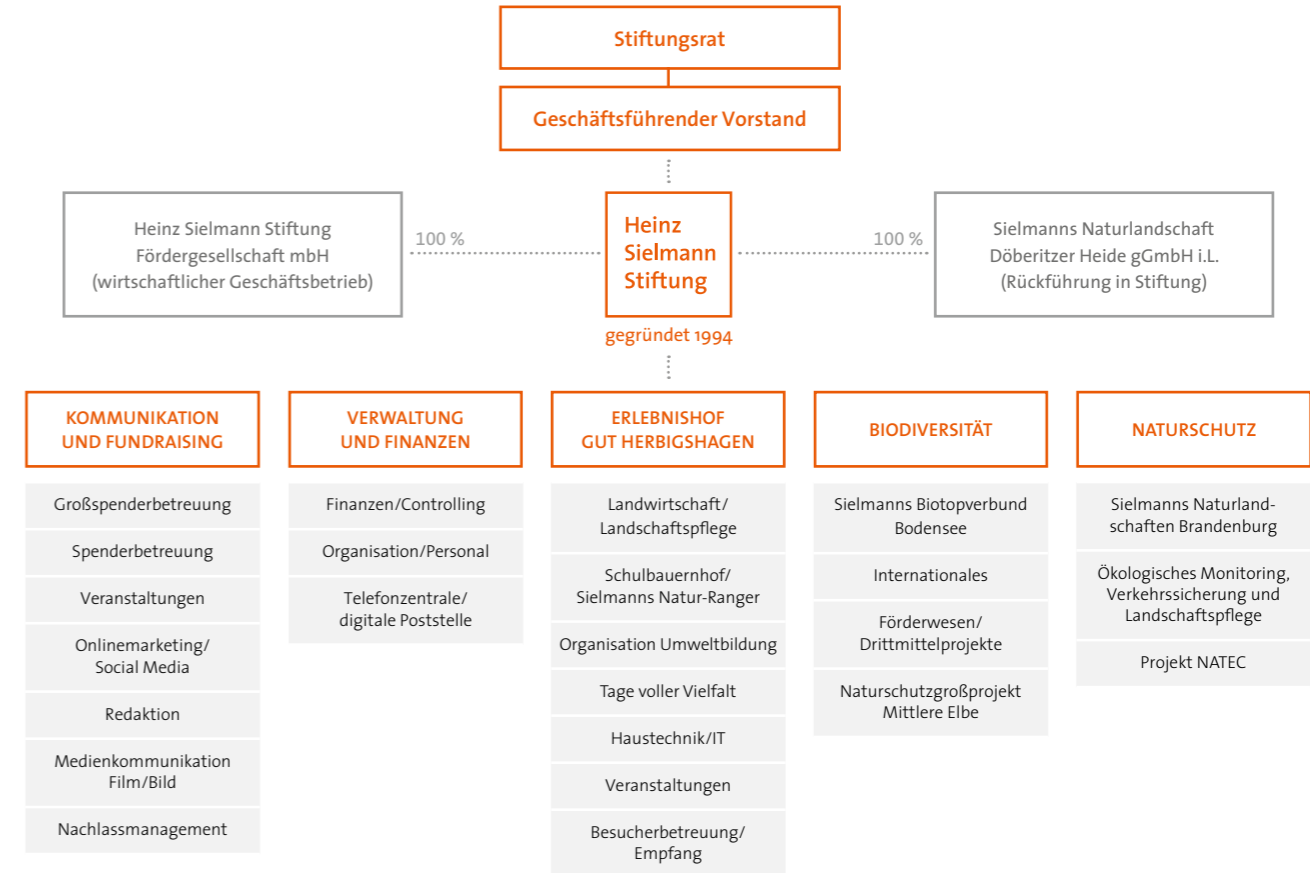 Stiftungsrat
Geschäftsführender Vorstand
Heinz Sielmann Stiftung
Fördergesellschaft mbH
(wirtschaftlicher Geschäftsbetrieb)
100 %
Heinz
Sielmann
Stiftung
gegründet 1994
100 %
Sielmanns Naturlandschaft
Döberitzer Heide gGmbH i.L.
(Rückführung in Stiftung)
KOMMUNIKATION
UND FUNDRAISING
Großspenderbetreuung
Spenderbetreuung
Veranstaltungen
Onlinemarketing/
Social Media
Redaktion
Medienkommunikation
Film/Bild
Nachlassmanagement
VERWALTUNG
UND FINANZEN
Finanzen/Controlling
Organisation/Personal
Telefonzentrale/
digitale Poststelle
ERLEBNISHOF
GUT HERBIGSHAGEN
Landwirtschaft/
Landschaftspflege
Schulbauernhof/
Sielmanns Natur-Ranger
Organisation Umweltbildung
Tage voller Vielfalt
Haustechnik/IT
Veranstaltungen
Besucherbetreuung/
Empfang
BIODIVERSITÄT
Sielmanns Biotopverbund
Bodensee
Internationales
Förderwesen/
Drittmittelprojekte
Naturschutzgroßprojekt
Mittlere Elbe
NATURSCHUTZ
Sielmanns Naturland-
schaften Brandenburg
Ökologisches Monitoring,
Verkehrssicherung und
Landschaftspflege
Projekt NATEC